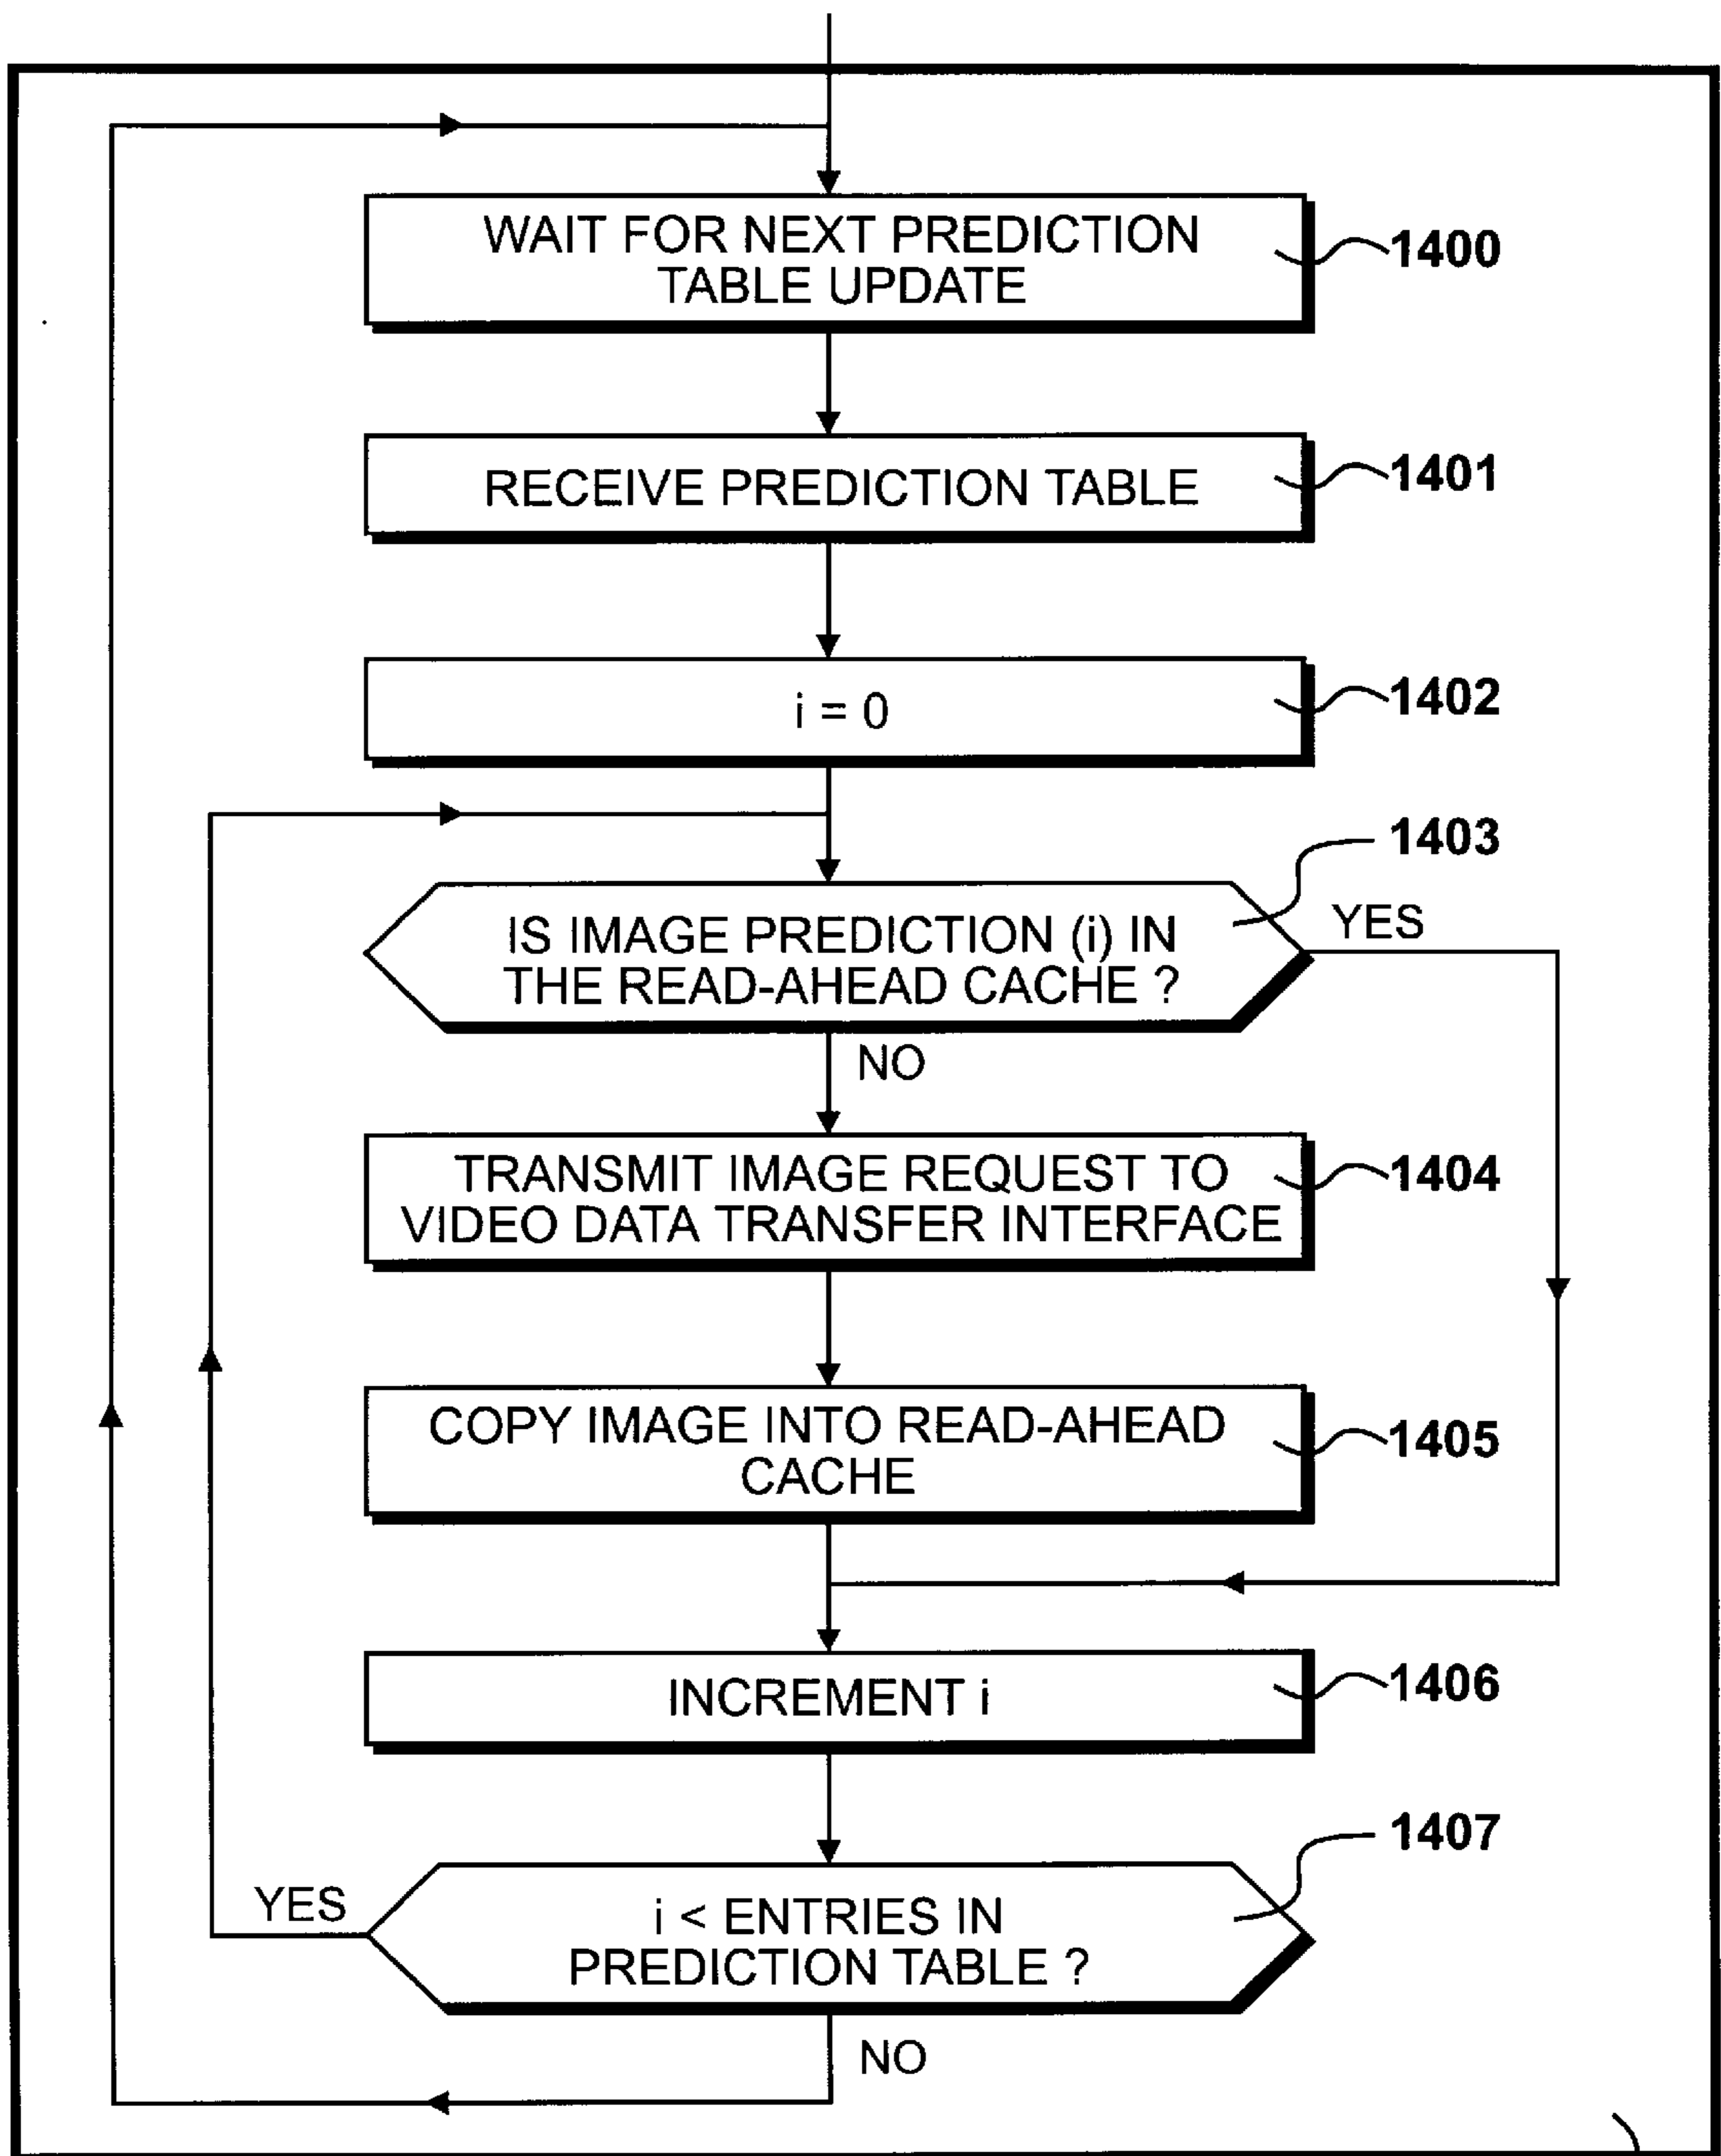 WAIT FOR NEXT PREDICTION
TABLE UPDATE
1400
RECEIVE PREDICTION TABLE
1401
i = 0
1402
1403
IS IMAGE PREDICTION (i) IN
THE READ-AHEAD CACHE ?
YES
NO
TRANSMIT IMAGE REQUEST TO
VIDEO DATA TRANSFER INTERFACE
1404
COPY IMAGE INTO READ-AHEAD
CACHE
1405
INCREMENT i
1406
1407
YES
i < ENTRIES IN
PREDICTION TABLE ?
NO